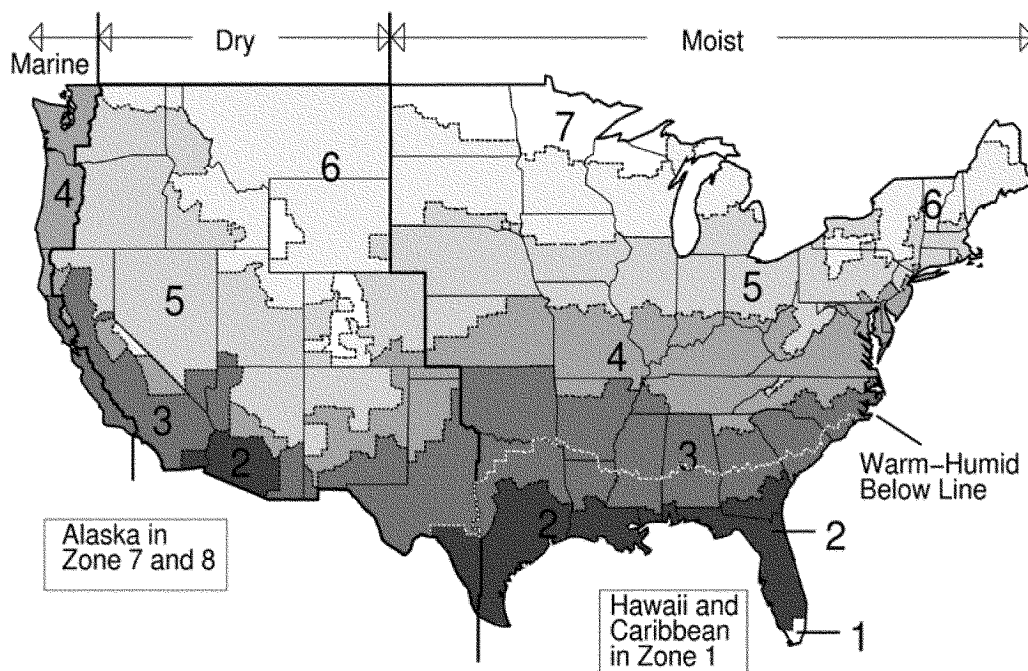 Dry
Moist
Marine
7
6
4
6
5
5
4
3
3
2
Warm-Humid
Below Line
2
2
Alaska in
Zone 7 and 8
Hawaii and
Caribbean
in Zone 1
1